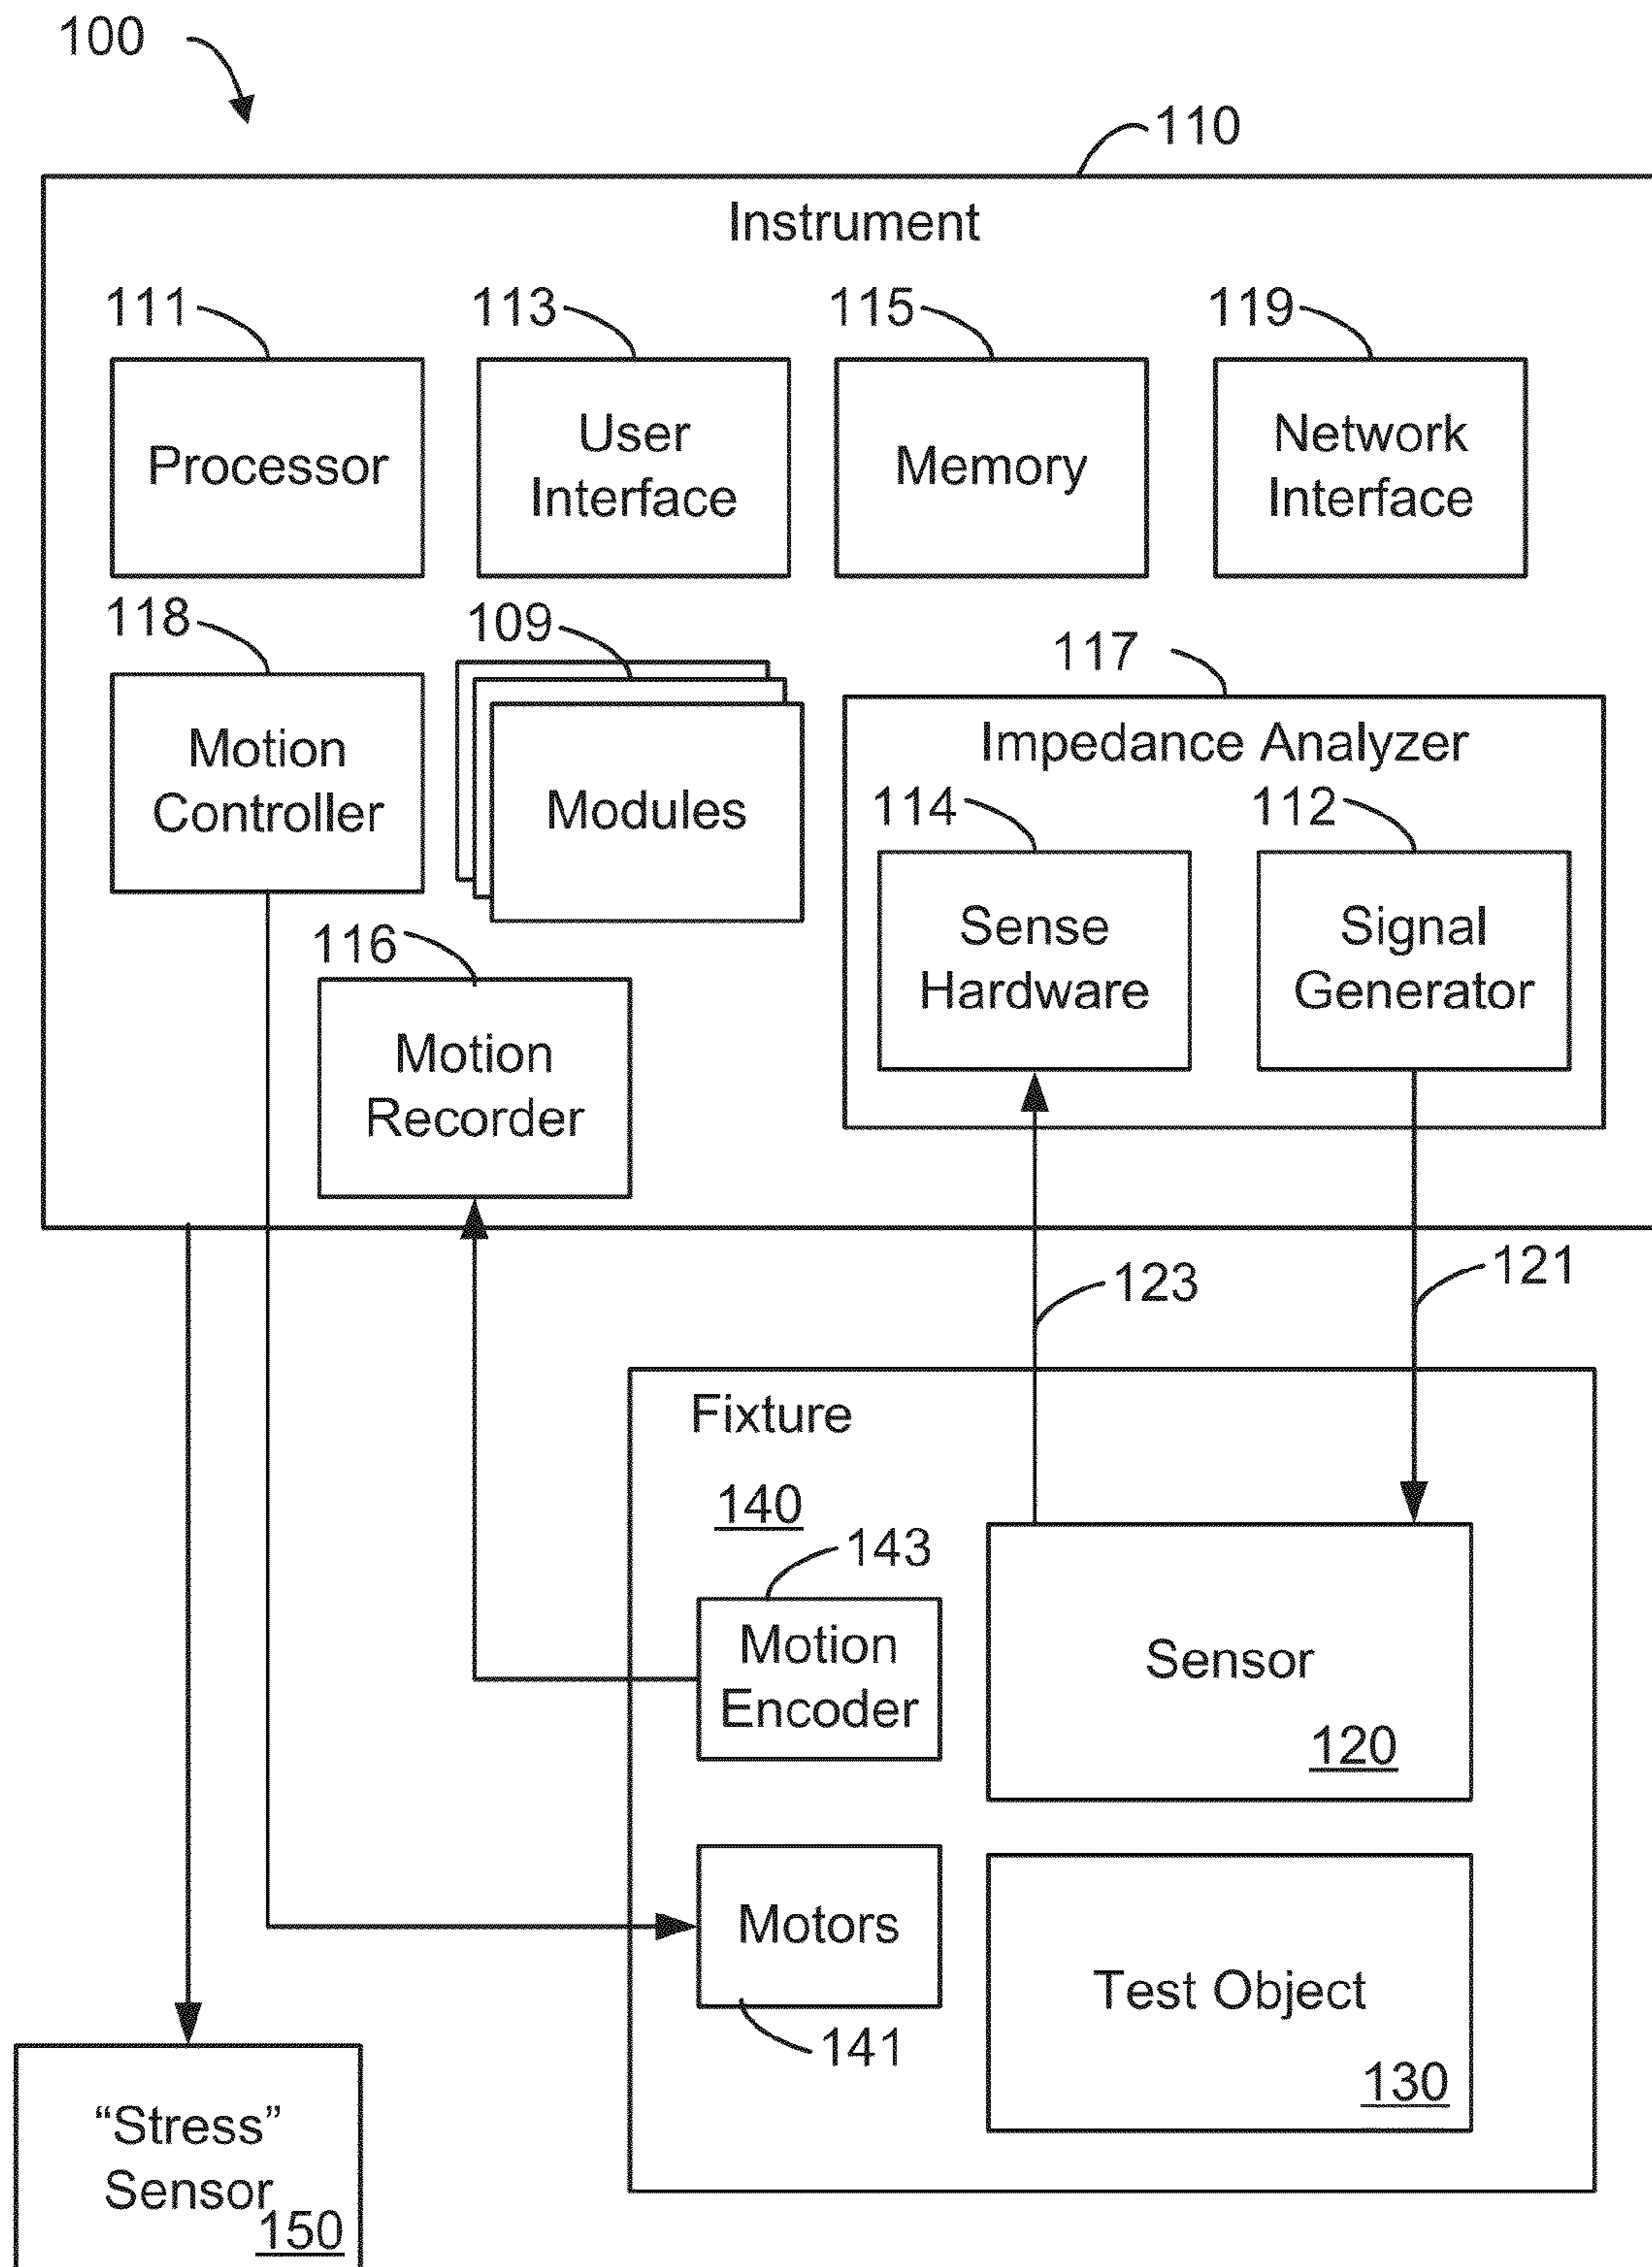 100
110
Instrument
111
113
115
119
Processor
User
Interface
Memory
Network
Interface
118
109
117
Motion
Controller
Modules
Impedance Analyzer
114
112
Sense
Hardware
Signal
Generator
116
Motion
Recorder
123
121
Fixture
140
143
Motion
Encoder
Sensor
120
Motors
141
Test Object
130
“Stress”
Sensor
150